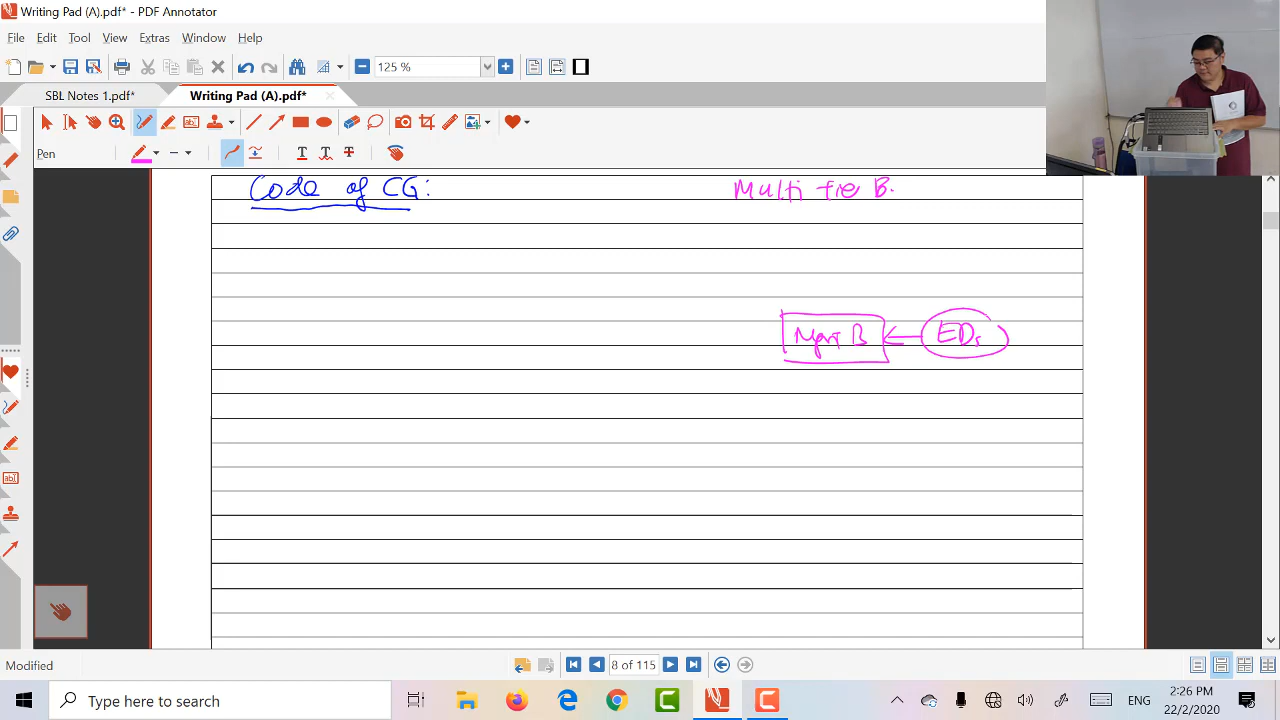 Writing Pad (A).pdf* - PDF Annotator
File Edit Tool View Extras Window Help
125 %
SBL Notes 1.pdf* Writing Pad (A).pdf*
Pen
Code of CG: Multi tie B.
Mgmt B EDs
8 of 115
Modified
Type here to search
ENG
2:26 PM
22/2/2020